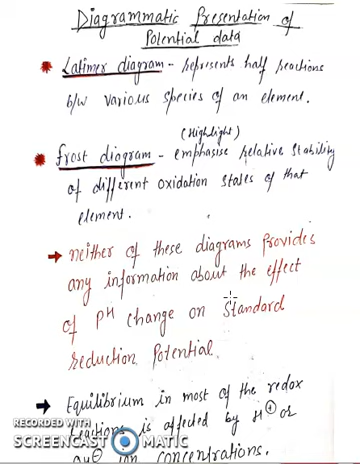 Diagrammatic Presentation of
Potential data
Latimer diagram - represents half reactions
b/w various species of an element.
(Highlight)
Frost diagram - emphasise relative stability
of different oxidation states of that
element.
→ Neither of these diagrams provides
any information about the effect
of PH change on Standard
reduction Potential.
→ Equilibrium in most of the redox
reactions is affected by H⊕ or
ion concentrations.
RECORDED WITH
SCREENCAST MATIC